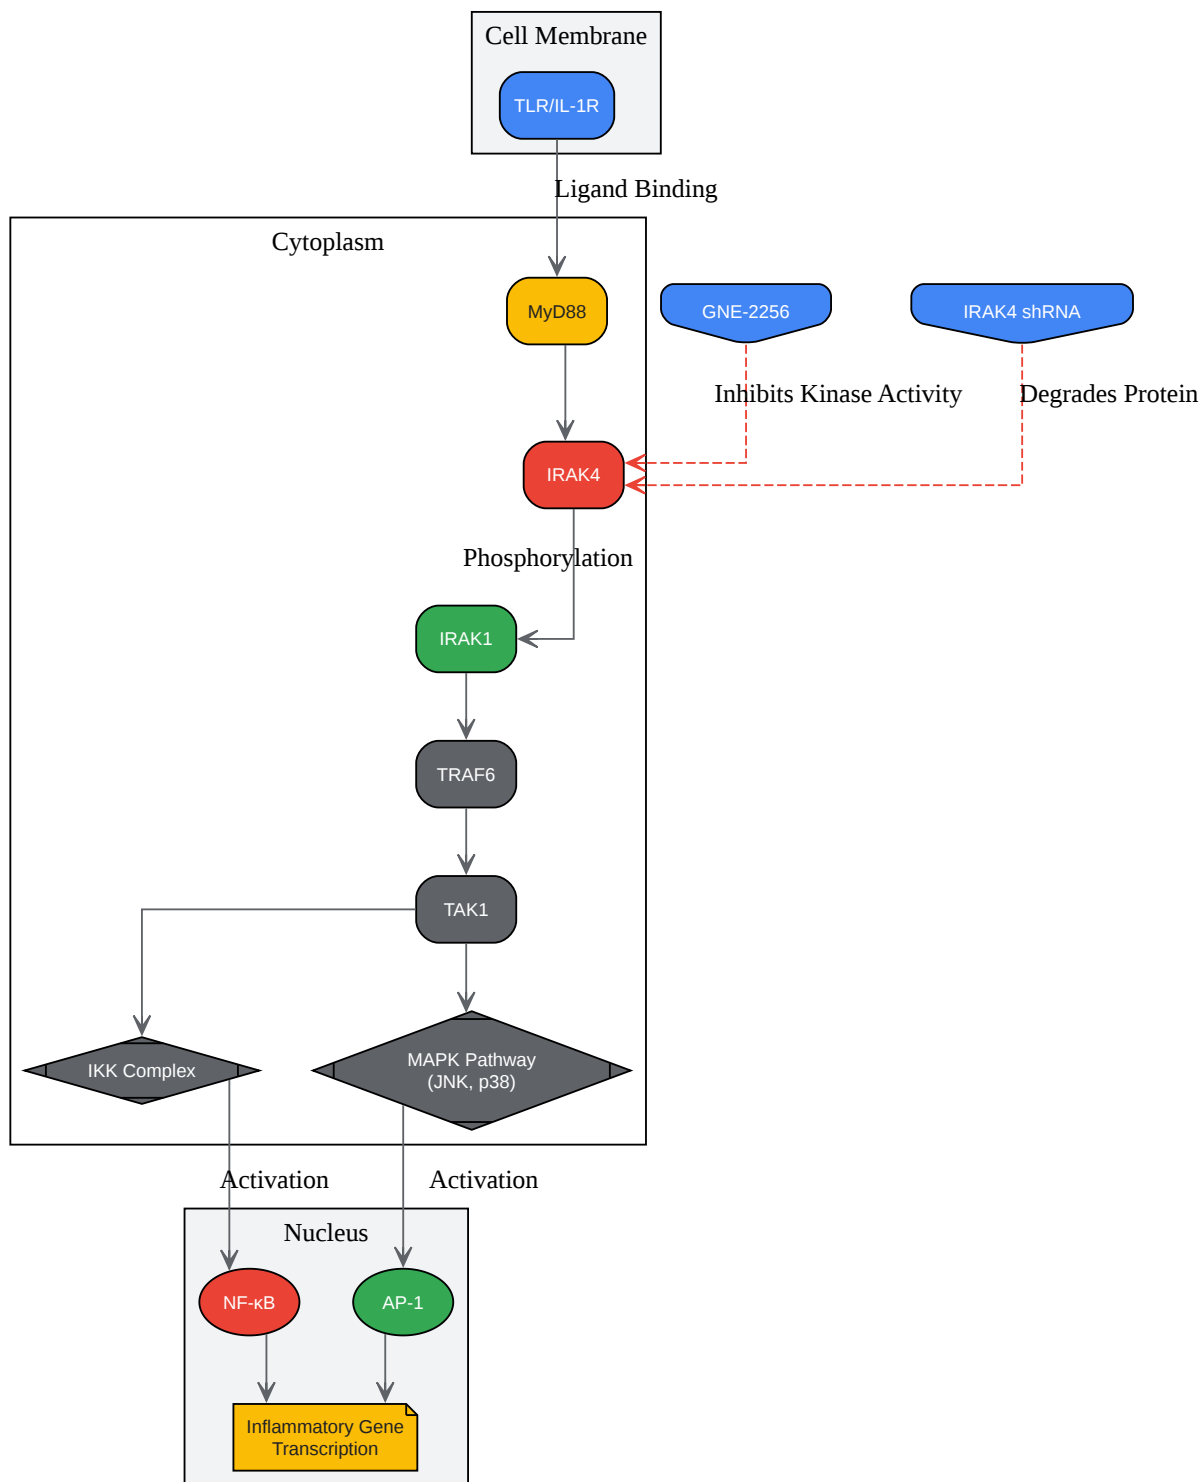 Cell Membrane
TLR/IL-1R
Ligand Binding
Cytoplasm
MyD88
GNE-2256
IRAK4 shRNA
Inhibits Kinase Activity
Degrades Protein
IRAK4
Phosphorylation
IRAK1
TRAF6
TAK1
IKK Complex
MAPK Pathway
(JNK, p38)
Activation
Activation
Nucleus
NF-κB
AP-1
Inflammatory Gene
Transcription